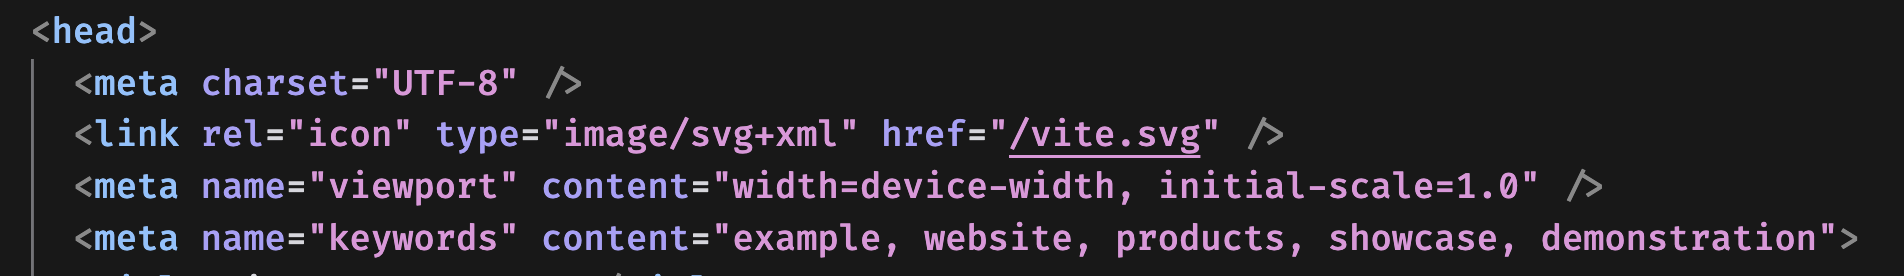 <head>
<meta charset="UTF-8" />
<link rel="icon" type="image/svg+xml" href="/vite.svg" />
<meta name="viewport" content="width=device-width, initial-scale=1.0" />
<meta name="keywords" content="example, website, products, showcase, demonstration">